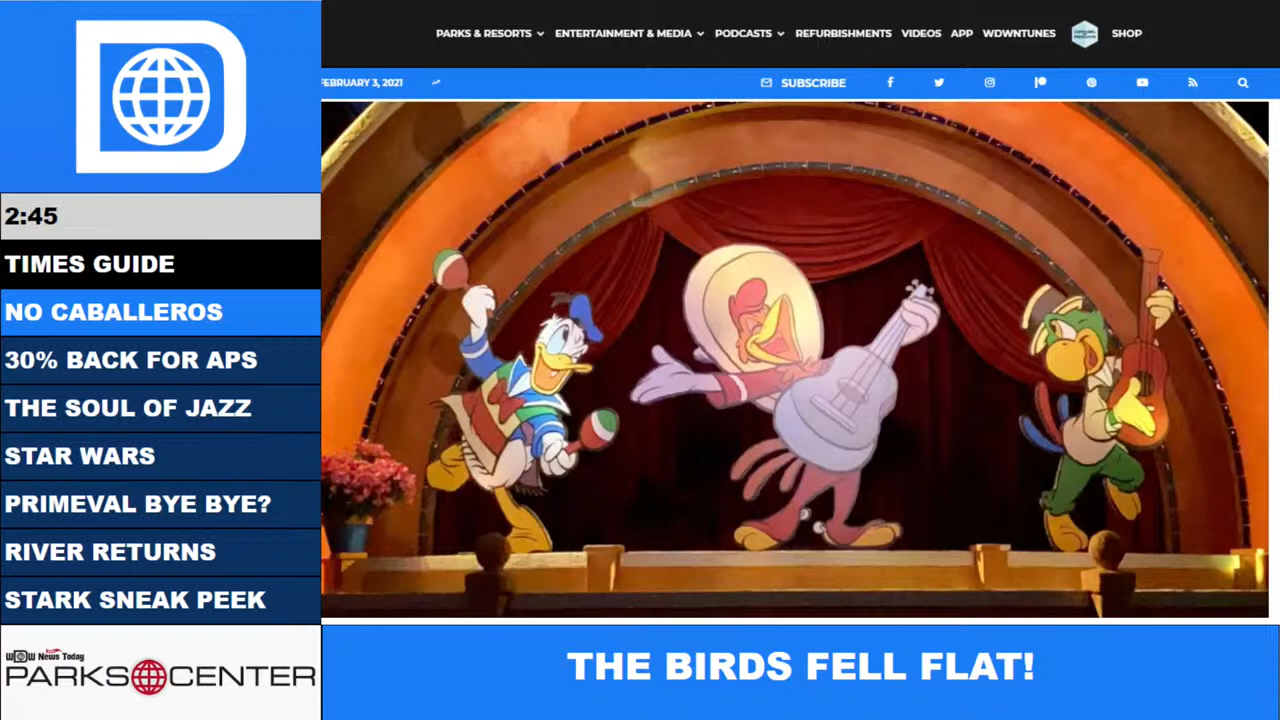 PARKS & RESORTS ENTERTAINMENT & MEDIA PODCASTS REFURBISHMENTS VIDEOS APP WDWNTUNES SHOP
FEBRUARY 3, 2021 SUBSCRIBE
2:45
TIMES GUIDE
NO CABALLEROS
30% BACK FOR APS
THE SOUL OF JAZZ
STAR WARS
PRIMEVAL BYE BYE?
RIVER RETURNS
STARK SNEAK PEEK
WDW News Today
PARKS CENTER
THE BIRDS FELL FLAT!